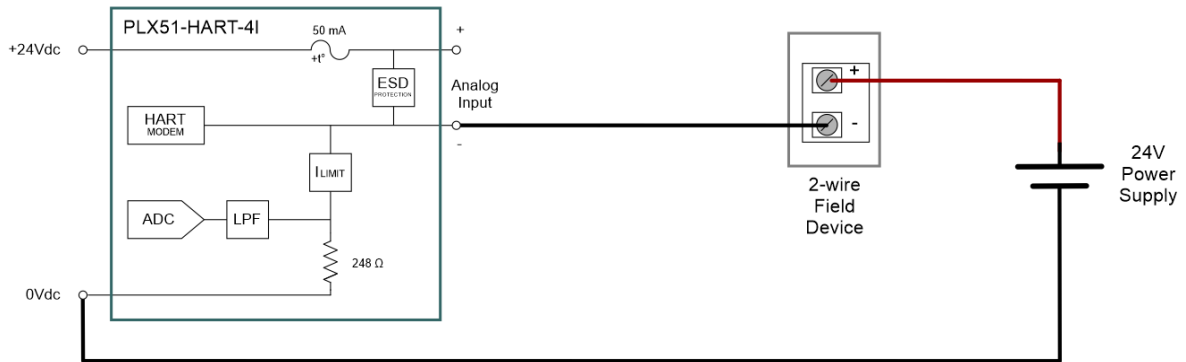 PLX51-HART-4I
50 mA
+t°
+24Vdc
+
ESD
PROTECTION
Analog
Input
HART
MODEM
-
ILIMIT
ADC
LPF
248 Ω
0Vdc
+
-
2-wire
Field
Device
24V
Power
Supply